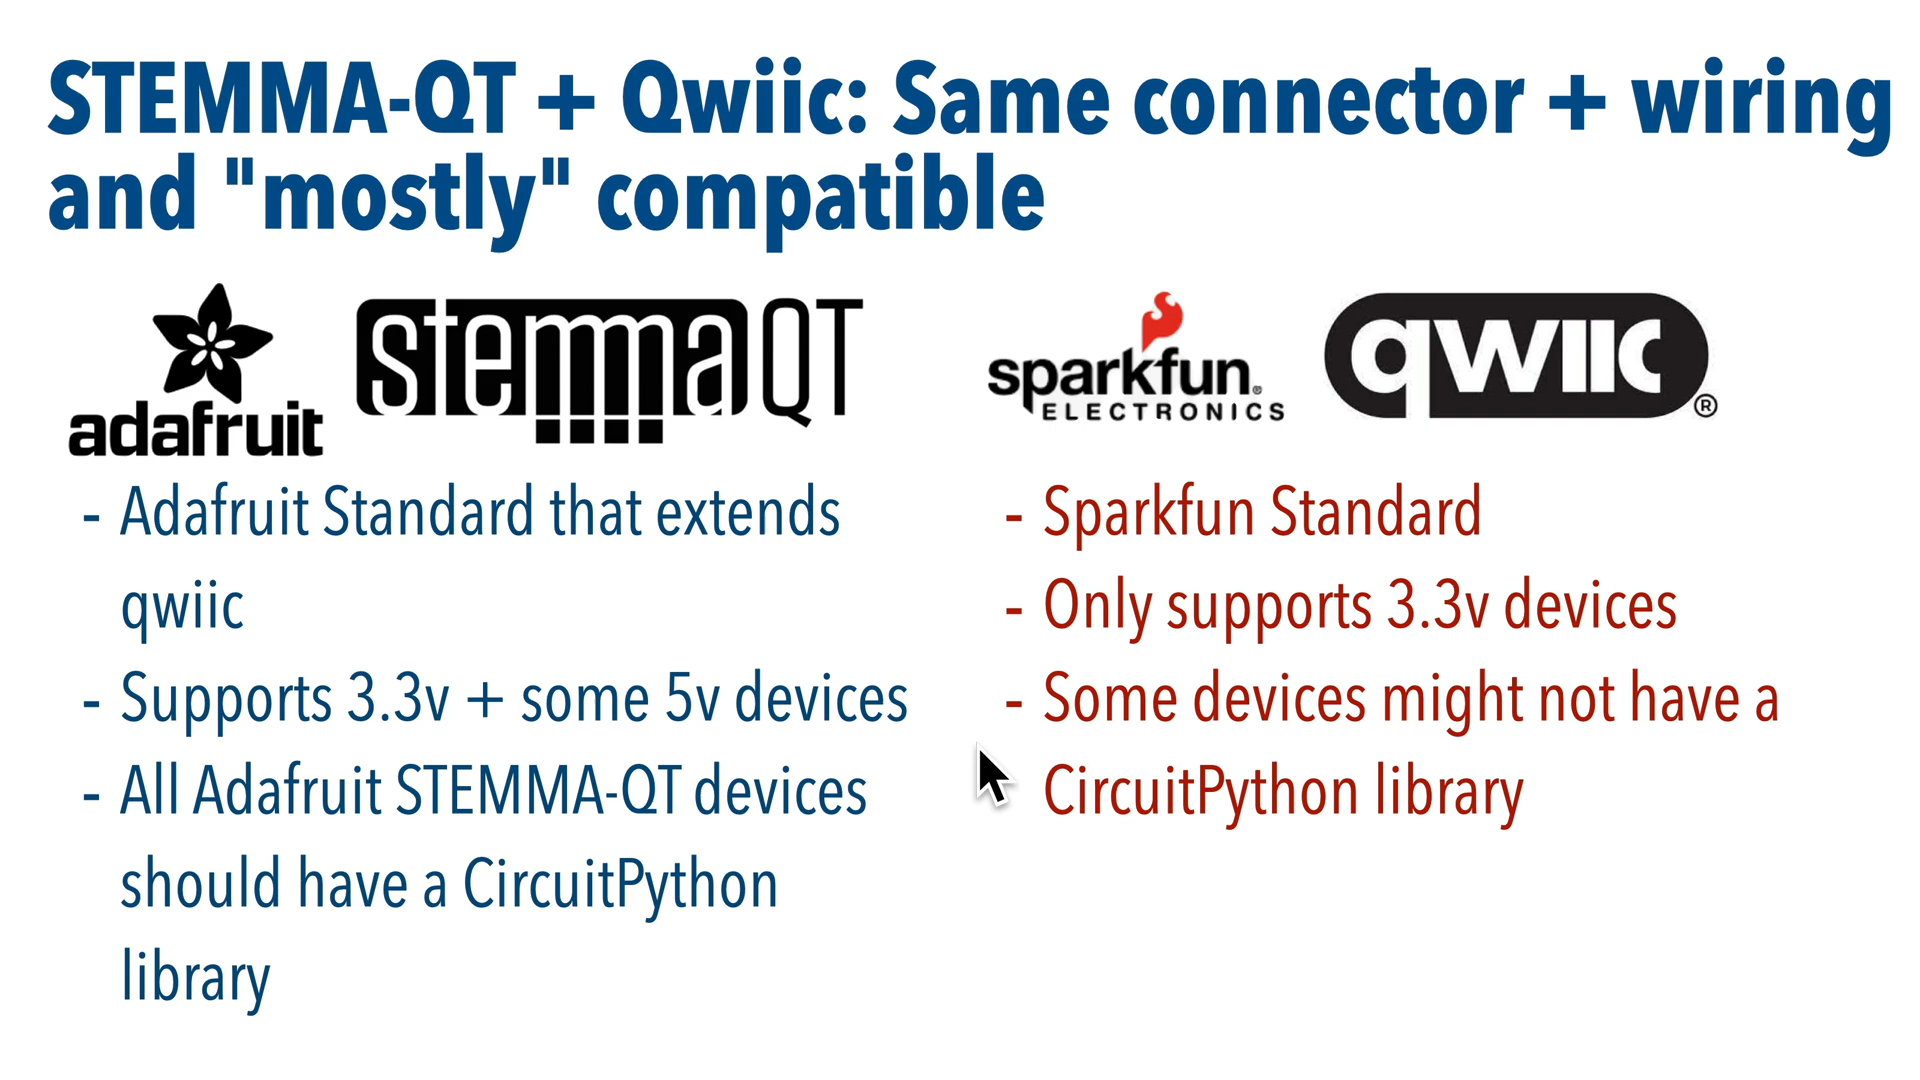 STEMMA-QT + Qwiic: Same connector + wiring
and "mostly" compatible
adafruit
stemma QT
sparkfun
ELECTRONICS
qwiic ®
- Adafruit Standard that extends
qwiic
- Supports 3.3v + some 5v devices
- All Adafruit STEMMA-QT devices
should have a CircuitPython
library
- Sparkfun Standard
- Only supports 3.3v devices
- Some devices might not have a
CircuitPython library